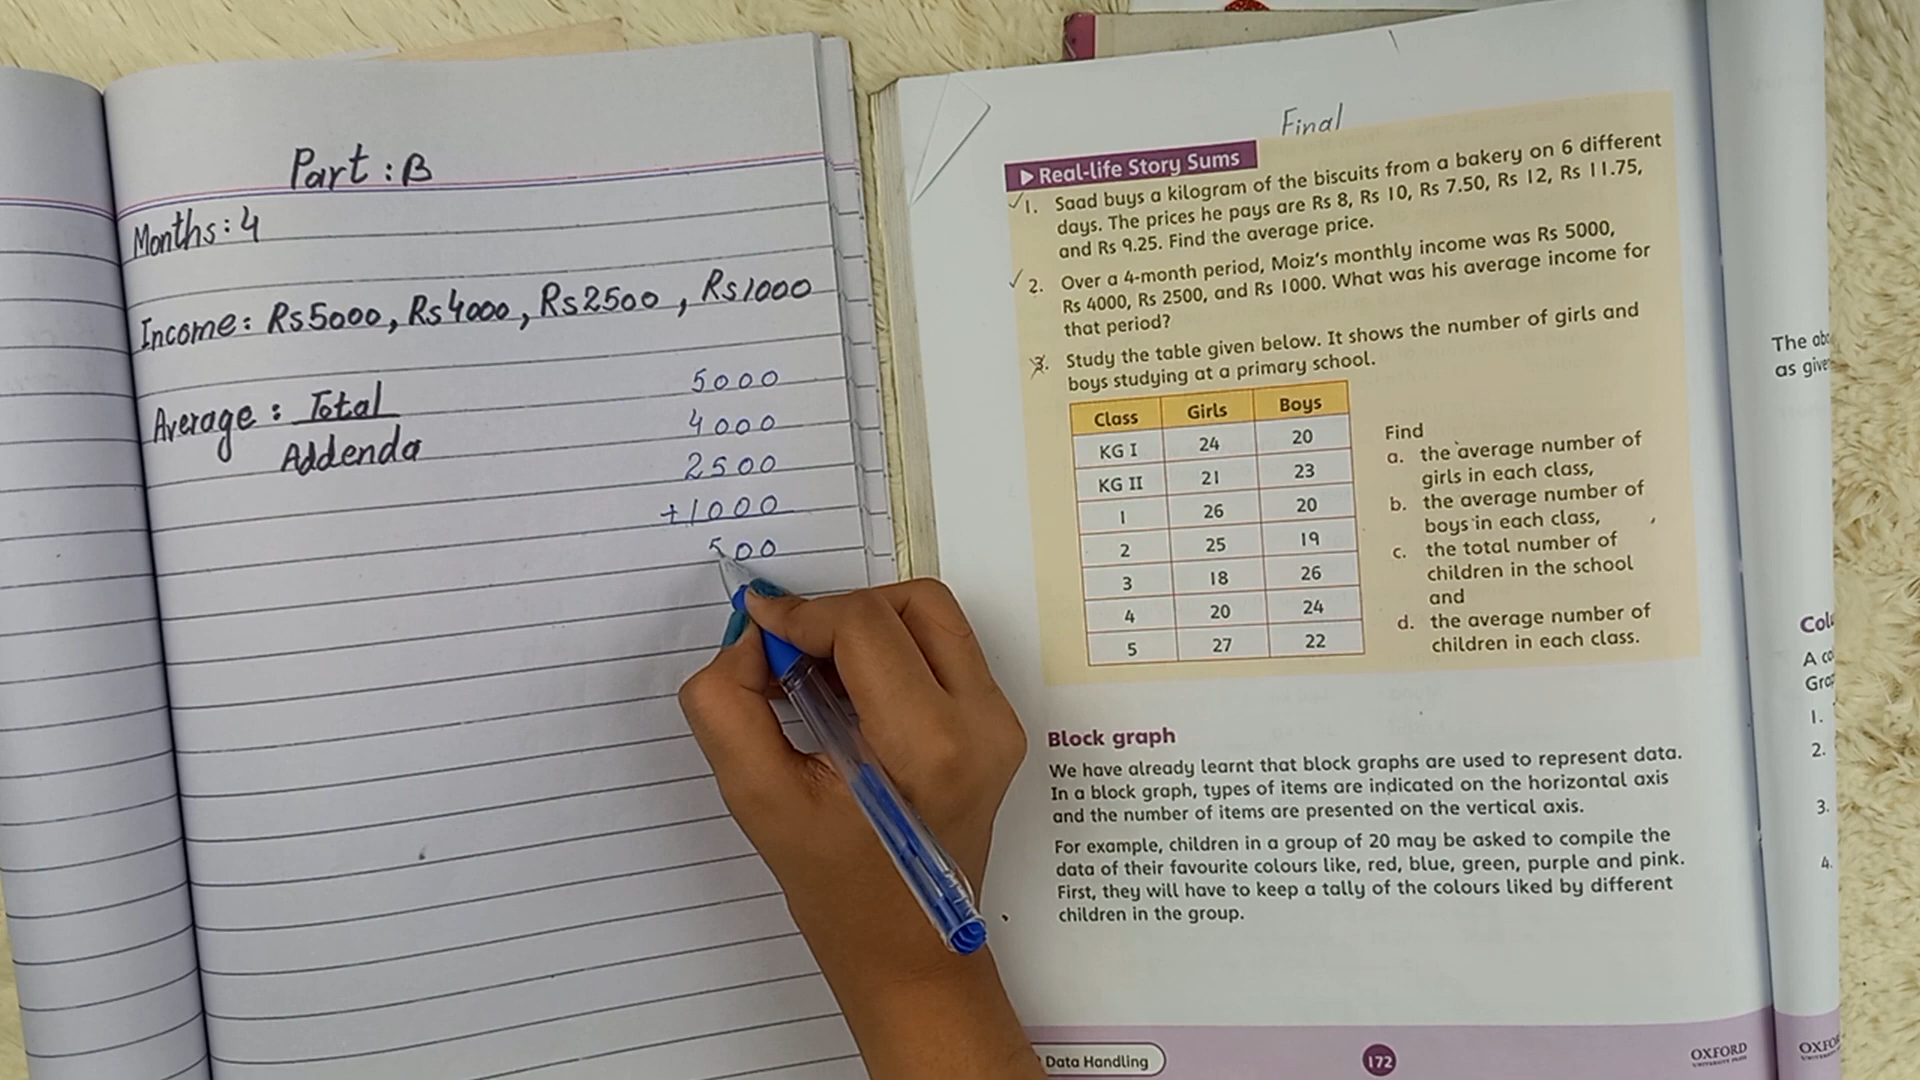 Part : B
Months : 4
Income : Rs5000, Rs4000, Rs2500, Rs1000
Average : Total
Addenda
5000
4000
2500
+1000
500
Final
Real-life Story Sums
1. Saad buys a kilogram of the biscuits from a bakery on 6 different
days. The prices he pays are Rs 8, Rs 10, Rs 7.50, Rs 12, Rs 11.75,
and Rs 9.25. Find the average price.
2. Over a 4-month period, Moiz's monthly income was Rs 5000,
Rs 4000, Rs 2500, and Rs 1000. What was his average income for
that period?
3. Study the table given below. It shows the number of girls and
boys studying at a primary school.
Class Girls Boys
KG I 24 20
KG II 21 23
1 26 20
2 25 19
3 18 26
4 20 24
5 27 22
Find
a. the average number of
girls in each class,
b. the average number of
boys in each class,
c. the total number of
children in the school
and
d. the average number of
children in each class.
Block graph
We have already learnt that block graphs are used to represent data.
In a block graph, types of items are indicated on the horizontal axis
and the number of items are presented on the vertical axis.
For example, children in a group of 20 may be asked to compile the
data of their favourite colours like, red, blue, green, purple and pink.
First, they will have to keep a tally of the colours liked by different
children in the group.
Data Handling
172
OXFORD
UNIVERSITY PRESS
The
as
A
1.
2.
3.
4.